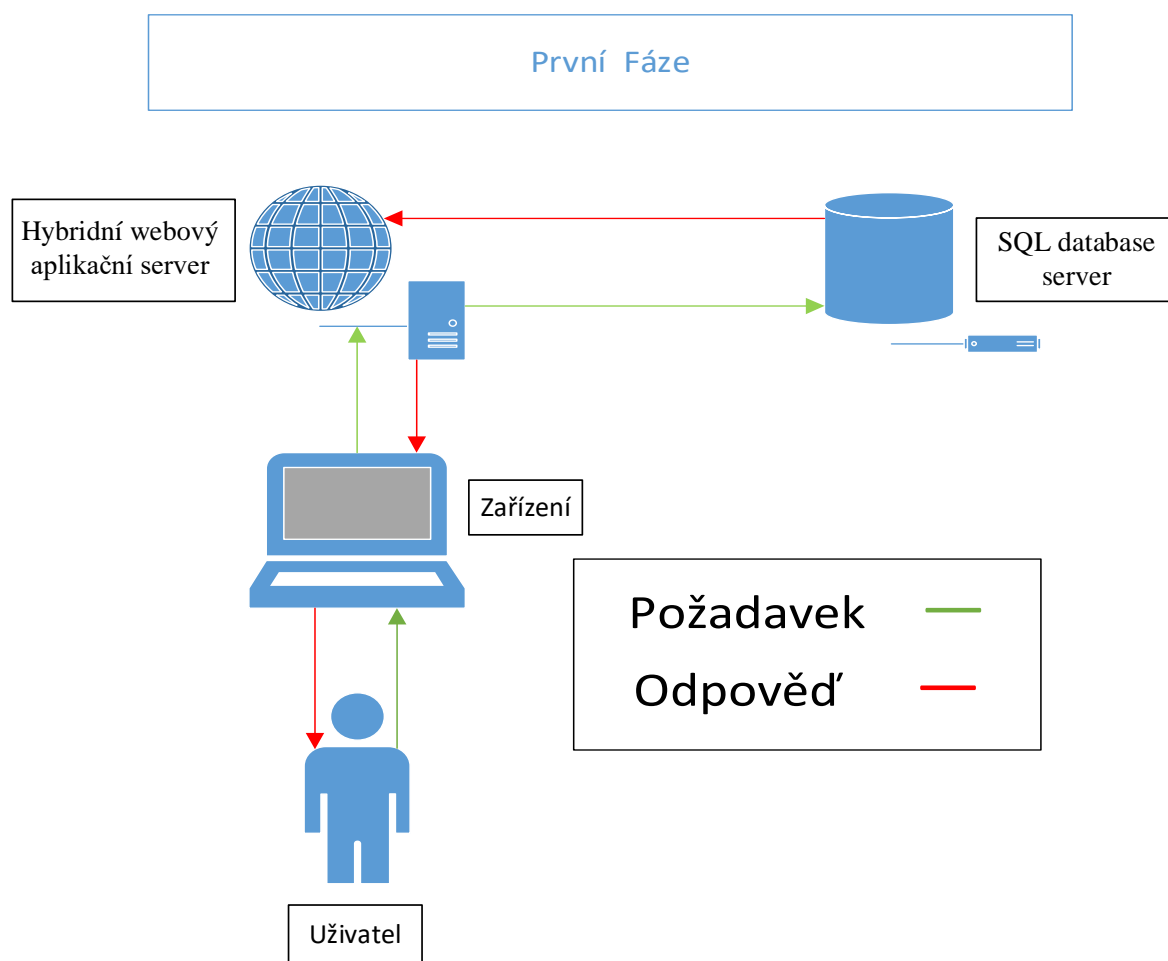 První Fáze
Hybridní webový
aplikační server
SQL database
server
Zařízení
Požadavek
Odpověď
Uživatel